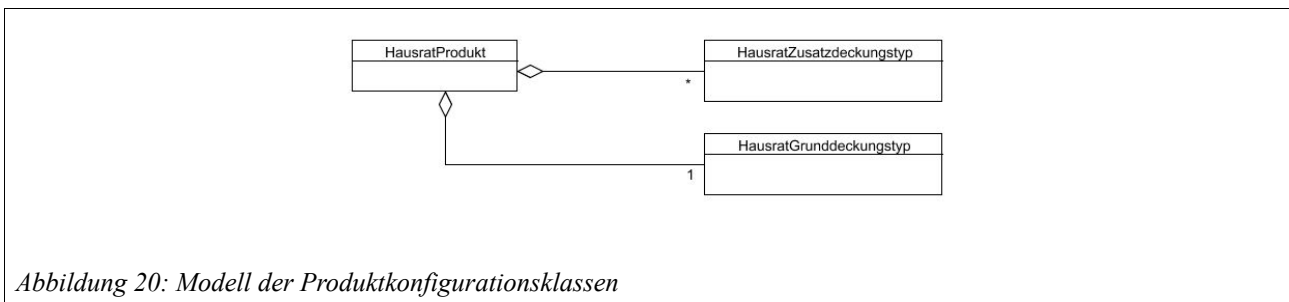 HausratProdukt
HausratZusatzdeckungstyp
*
HausratGrunddeckungstyp
1
Abbildung 20: Modell der Produktkonfigurationsklassen